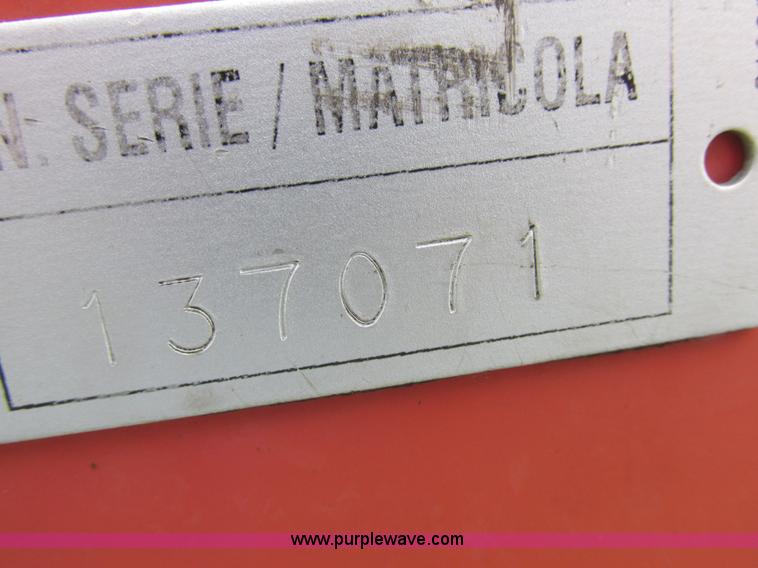 N: SERIE / MATRICOLA
137071
www.purplewave.com